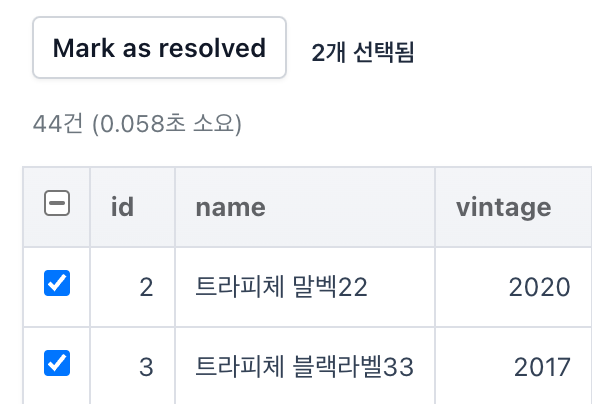 Mark as resolved 2개 선택됨
44건 (0.058초 소요)
id name vintage
2 트라피체 말벡22 2020
3 트라피체 블랙라벨33 2017